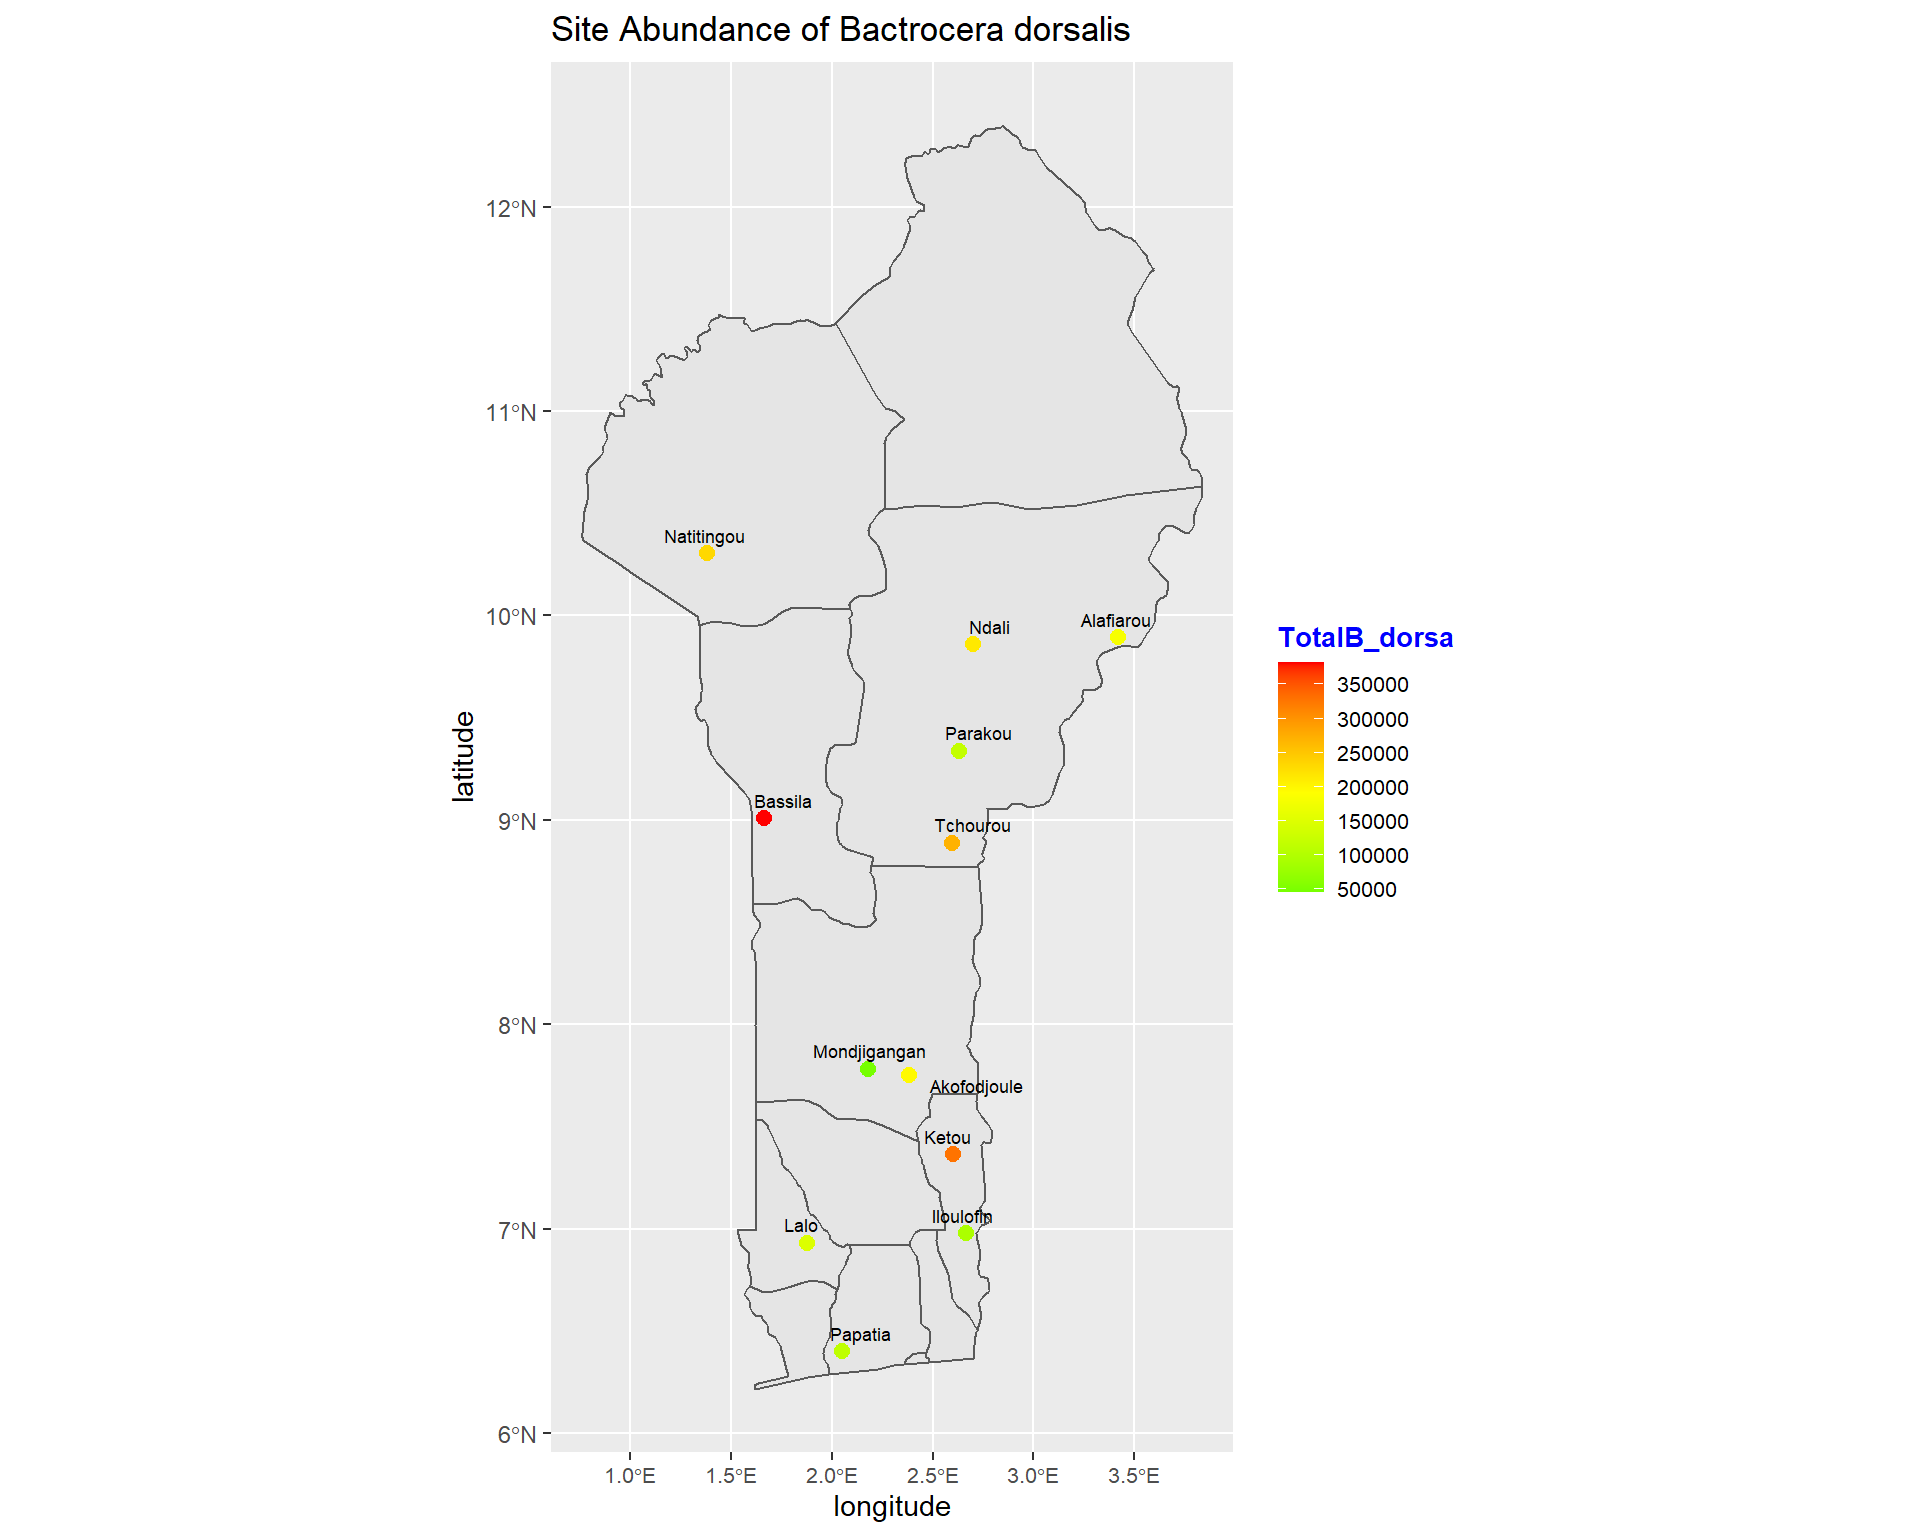 Site Abundance of Bactrocera dorsalis
12°N
11°N
10°N
9°N
8°N
7°N
6°N
latitude
Natitingou
Ndali
Alafiarou
Parakou
Bassila
Tchourou
Mondjigangan
Akofodjoule
Ketou
Iloulofin
Lalo
Papatia
1.0°E
1.5°E
2.0°E
2.5°E
3.0°E
3.5°E
longitude
TotalB_dorsa
350000
300000
250000
200000
150000
100000
50000